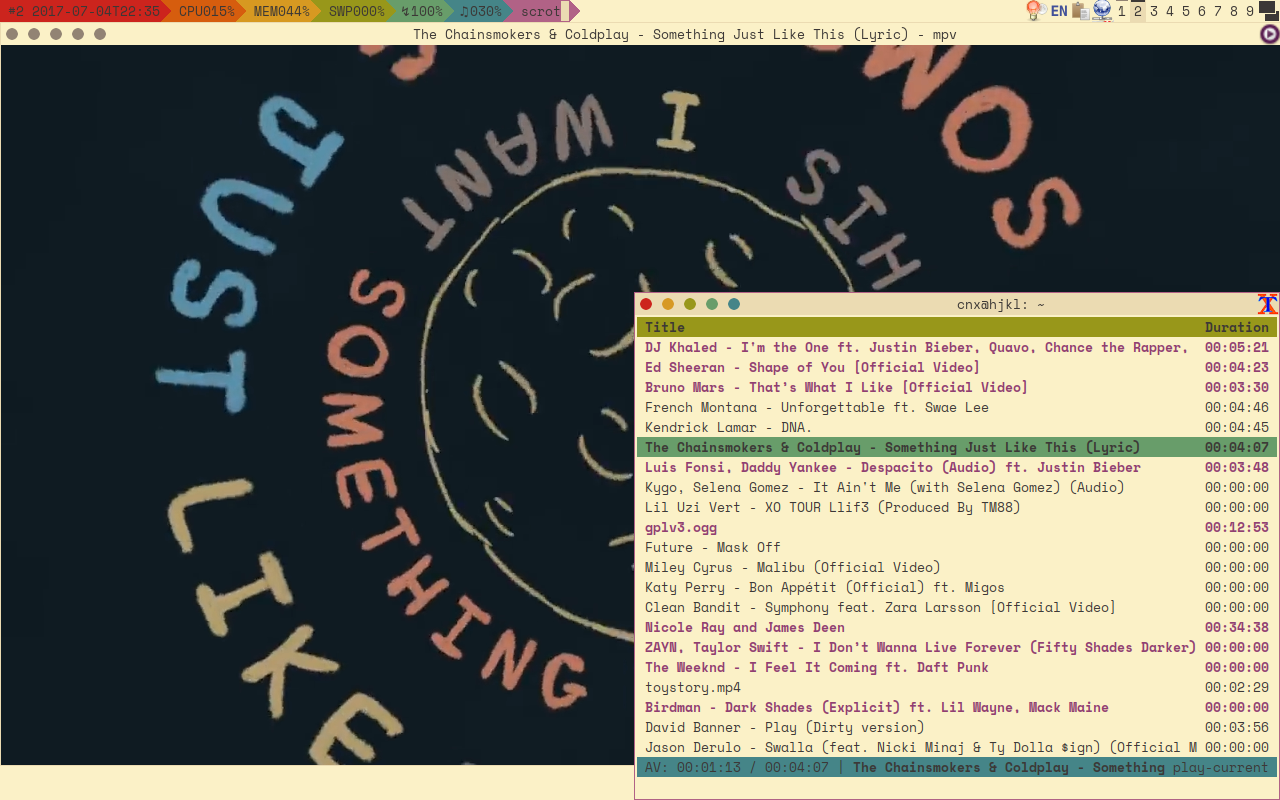 #2 2017-07-04T22:35 CPU015% MEM044% SWP000% ↯100% ♫030% scrot
EN 1 2 3 4 5 6 7 8 9
The Chainsmokers & Coldplay - Something Just Like This (Lyric) - mpv
I
WANT
SOMETHING
JUST
LIKE
HIS
SOMOS
cnx@hjkl: ~
Title Duration
DJ Khaled - I'm the One ft. Justin Bieber, Quavo, Chance the Rapper, 00:05:21
Ed Sheeran - Shape of You [Official Video] 00:04:23
Bruno Mars - That's What I Like [Official Video] 00:03:30
French Montana - Unforgettable ft. Swae Lee 00:04:46
Kendrick Lamar - DNA. 00:04:45
The Chainsmokers & Coldplay - Something Just Like This (Lyric) 00:04:07
Luis Fonsi, Daddy Yankee - Despacito (Audio) ft. Justin Bieber 00:03:48
Kygo, Selena Gomez - It Ain't Me (with Selena Gomez) (Audio) 00:00:00
Lil Uzi Vert - XO TOUR Llif3 (Produced By TM88) 00:00:00
gplv3.ogg 00:12:53
Future - Mask Off 00:00:00
Miley Cyrus - Malibu (Official Video) 00:00:00
Katy Perry - Bon Appétit (Official) ft. Migos 00:00:00
Clean Bandit - Symphony feat. Zara Larsson [Official Video] 00:00:00
Nicole Ray and James Deen 00:34:38
ZAYN, Taylor Swift - I Don't Wanna Live Forever (Fifty Shades Darker) 00:00:00
The Weeknd - I Feel It Coming ft. Daft Punk 00:00:00
toystory.mp4 00:02:29
Birdman - Dark Shades (Explicit) ft. Lil Wayne, Mack Maine 00:00:00
David Banner - Play (Dirty version) 00:03:56
Jason Derulo - Swalla (feat. Nicki Minaj & Ty Dolla $ign) (Official M 00:00:00
AV: 00:01:13 / 00:04:07 | The Chainsmokers & Coldplay - Something play-current